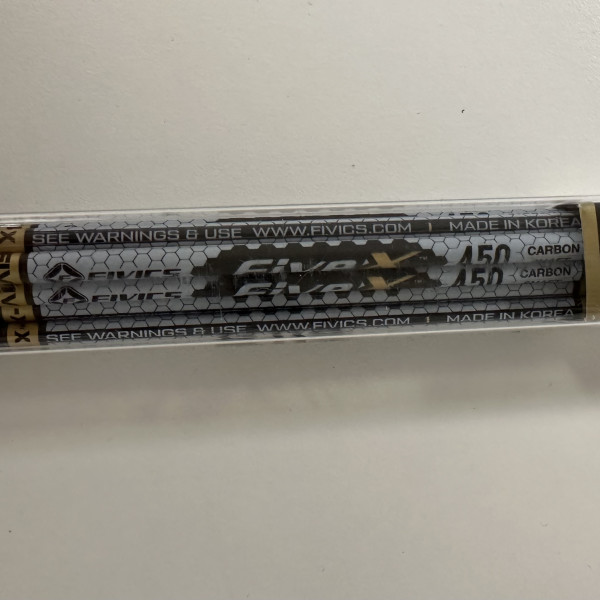 SEE WARNINGS & USE WWW.FIVICS.COM | MADE IN KOREA
FIVICS FiveX 450 CARBON
FIVICS FiveX 450 CARBON
SEE WARNINGS & USE WWW.FIVICS.COM | MADE IN KOREA